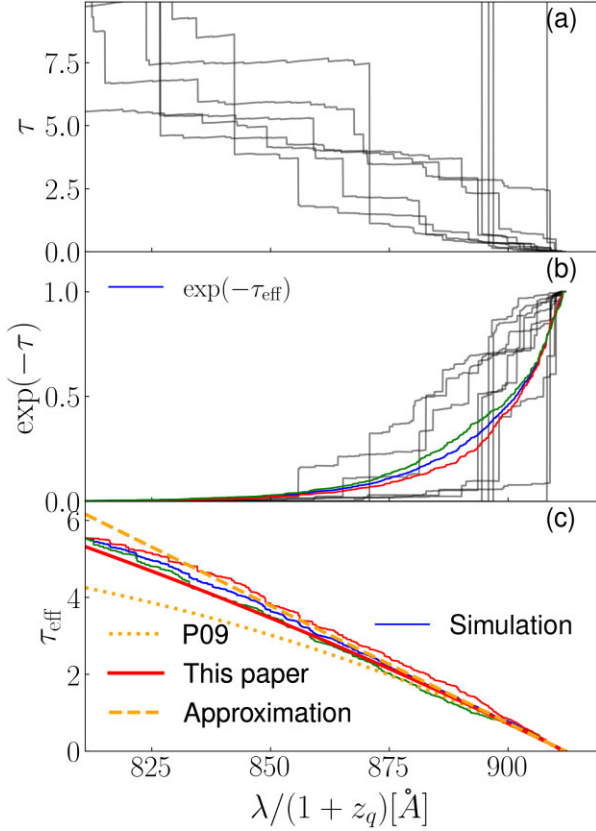 (a)
7.5
5.0
2.5
0.0
τ
(b)
exp(−τ_eff)
1.0
0.5
0.0
exp(−τ)
(c)
6
4
2
0
τ_eff
P09
Simulation
This paper
Approximation
825 850 875 900
λ/(1 + z_q)[Å]